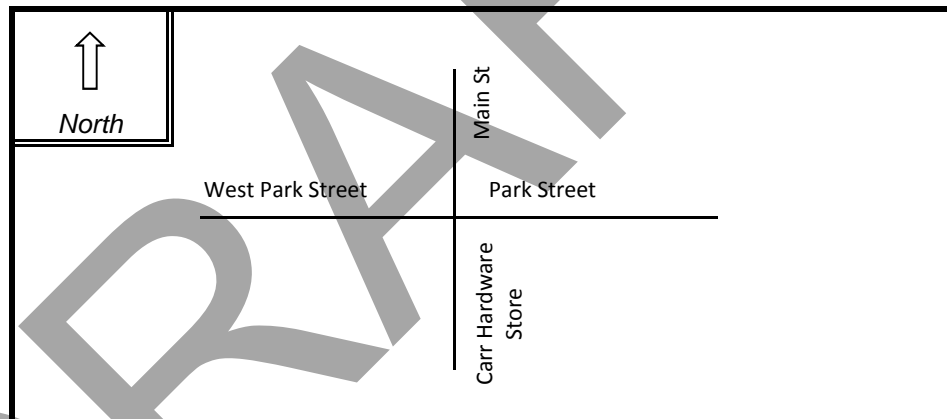 North
Main St
West Park Street
Park Street
Carr Hardware
Store